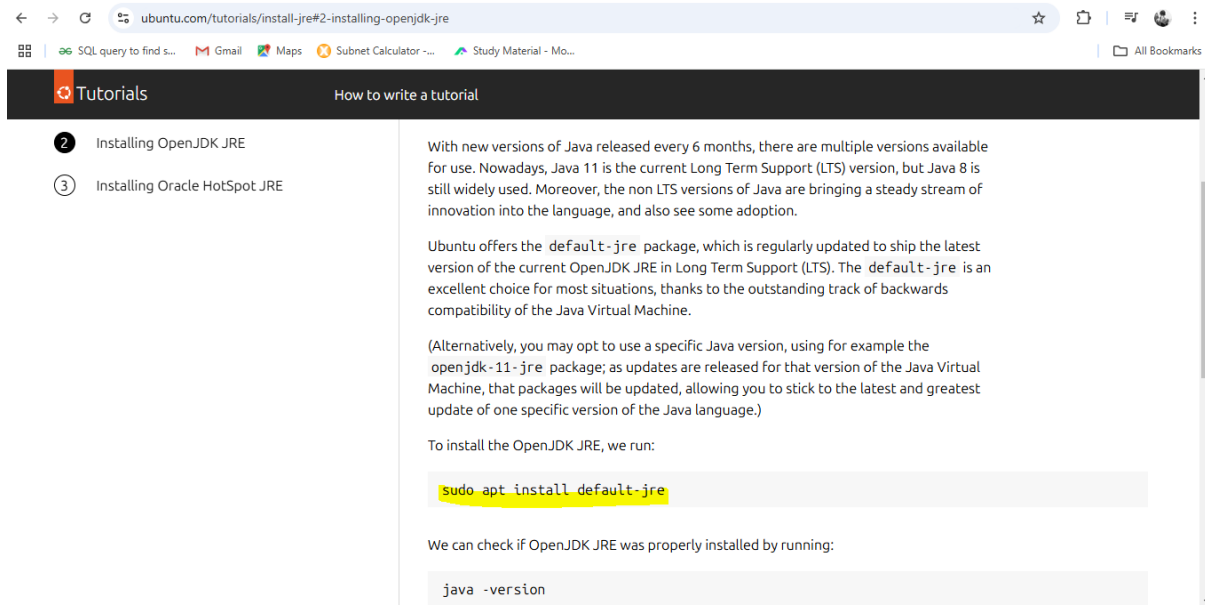 ubuntu.com/tutorials/install-jre#2-installing-openjdk-jre
SQL query to find s...
Gmail
Maps
Subnet Calculator -...
Study Material - Mo...
All Bookmarks
Tutorials
How to write a tutorial
2 Installing OpenJDK JRE
3 Installing Oracle HotSpot JRE
With new versions of Java released every 6 months, there are multiple versions available
for use. Nowadays, Java 11 is the current Long Term Support (LTS) version, but Java 8 is
still widely used. Moreover, the non LTS versions of Java are bringing a steady stream of
innovation into the language, and also see some adoption.
Ubuntu offers the default-jre package, which is regularly updated to ship the latest
version of the current OpenJDK JRE in Long Term Support (LTS). The default-jre is an
excellent choice for most situations, thanks to the outstanding track of backwards
compatibility of the Java Virtual Machine.
(Alternatively, you may opt to use a specific Java version, using for example the
openjdk-11-jre package; as updates are released for that version of the Java Virtual
Machine, that packages will be updated, allowing you to stick to the latest and greatest
update of one specific version of the Java language.)
To install the OpenJDK JRE, we run:
sudo apt install default-jre
We can check if OpenJDK JRE was properly installed by running:
java -version